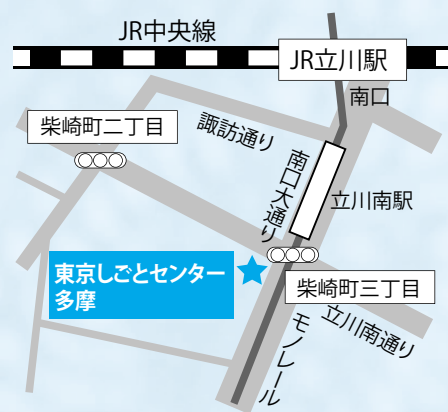 JR中央線
JR立川駅
南口
柴崎町二丁目
諏訪通り
南口大通り
立川南駅
東京しごとセンター
多摩
柴崎町三丁目
立川南通り
モノレール